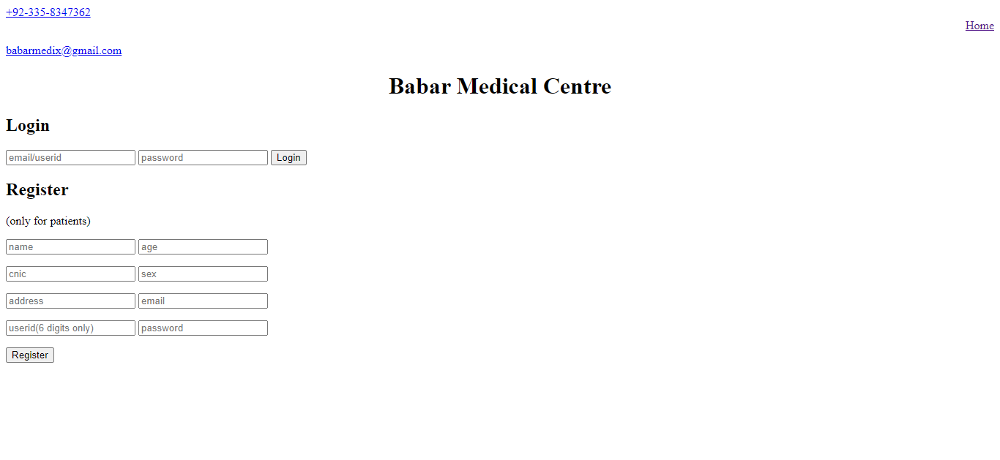 +92-335-8347362
Home
babarmedix@gmail.com
Babar Medical Centre
Login
email/userid password Login
Register
(only for patients)
name age
cnic sex
address email
userid(6 digits only) password
Register